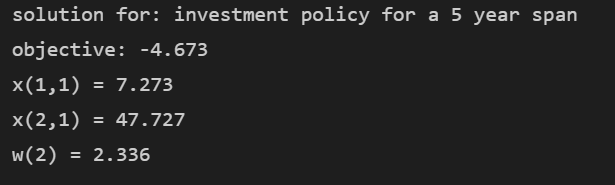 solution for: investment policy for a 5 year span
objective: -4.673
x(1,1) = 7.273
x(2,1) = 47.727
w(2) = 2.336